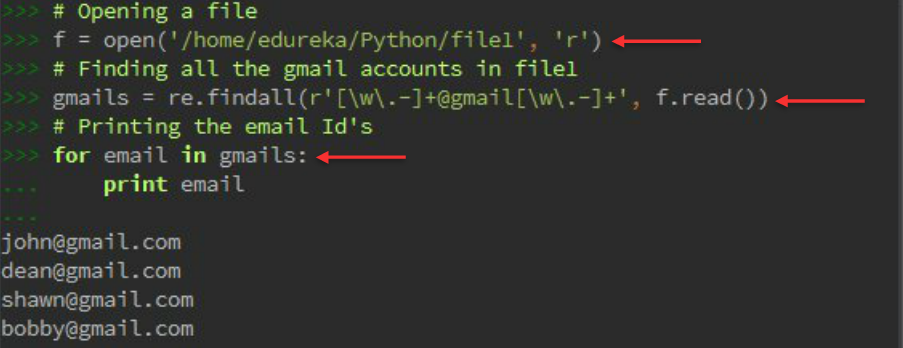 >>> # Opening a file
>>> f = open('/home/edureka/Python/file1', 'r')
>>> # Finding all the gmail accounts in file1
>>> gmails = re.findall(r'[\w\.-]+@gmail[\w\.-]+', f.read())
>>> # Printing the email Id's
>>> for email in gmails:
...     print email
...
john@gmail.com
dean@gmail.com
shawn@gmail.com
bobby@gmail.com